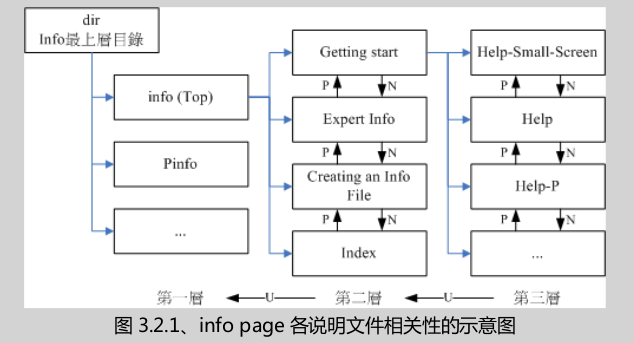 dir
Info最上層目錄
info (Top)
Pinfo
...
Getting start
P
N
Expert Info
P
N
Creating an Info
File
P
N
Index
Help-Small-Screen
P
N
Help
P
N
Help-P
P
N
...
第一層
U
第二層
U
第三層
图 3.2.1、info page 各说明文件相关性的示意图